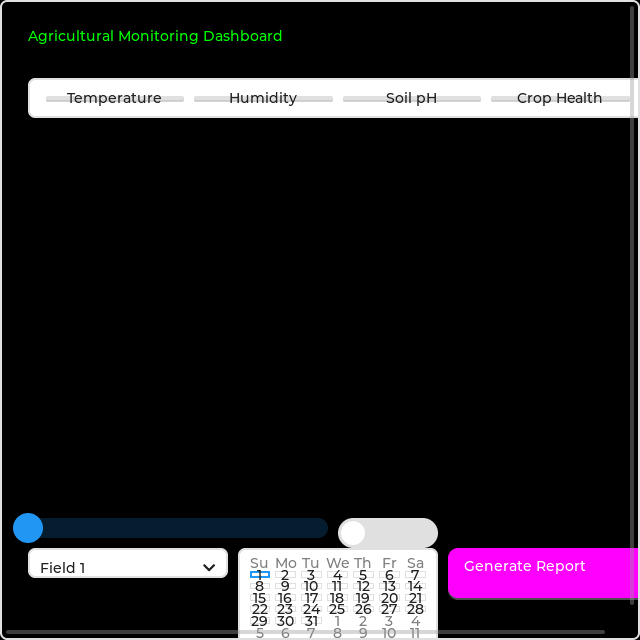 Agricultural Monitoring Dashboard
Temperature Humidity Soil pH Crop Health
Field 1
Su Mo Tu We Th Fr Sa
1 2 3 4 5 6 7
8 9 10 11 12 13 14
15 16 17 18 19 20 21
22 23 24 25 26 27 28
29 30 31 1 2 3 4
5 6 7 8 9 10 11
Generate Report